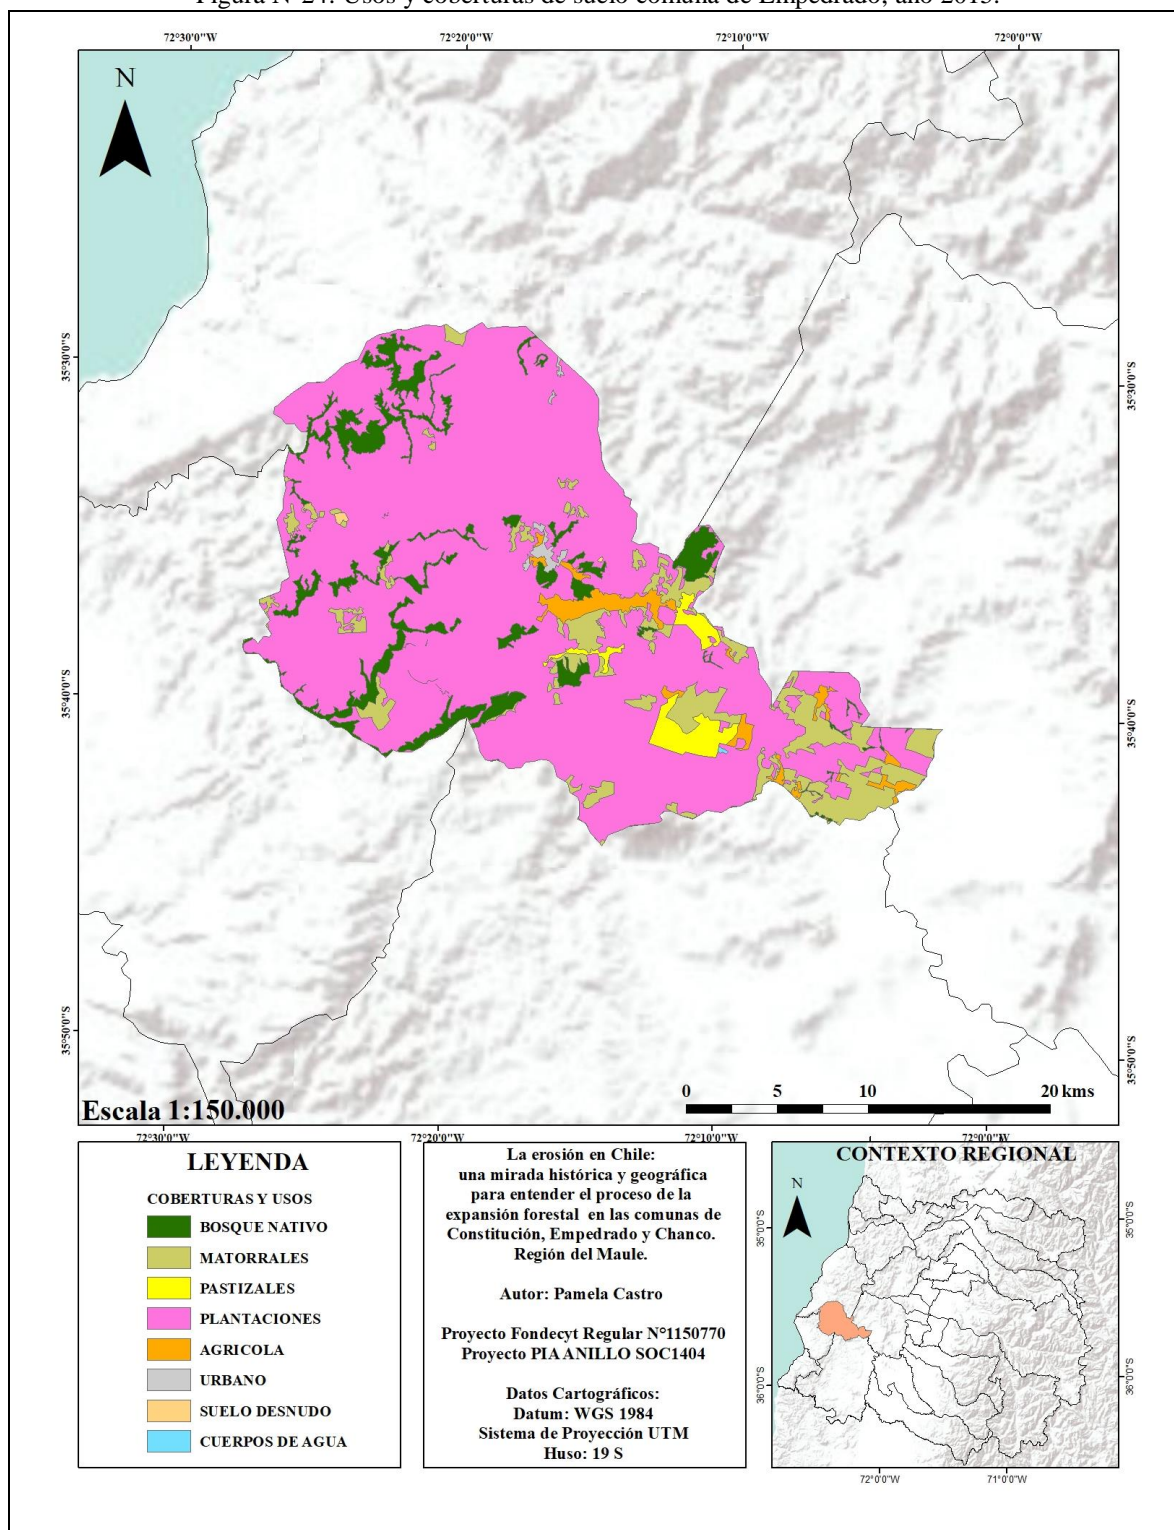 Figura N°24: Usos y coberturas de suelo comuna de Empedrado, año 2015.
72°30'0"W 72°20'0"W 72°10'0"W 72°0'0"W
N
35°30'0"S 35°30'0"S
35°40'0"S 35°40'0"S
35°50'0"S 35°50'0"S
0 5 10 20 kms
Escala 1:150.000
72°30'0"W 72°20'0"W 72°10'0"W 72°0'0"W
LEYENDA
COBERTURAS Y USOS
BOSQUE NATIVO
MATORRALES
PASTIZALES
PLANTACIONES
AGRICOLA
URBANO
SUELO DESNUDO
CUERPOS DE AGUA
La erosión en Chile:
una mirada histórica y geográfica
para entender el proceso de la
expansión forestal en las comunas de
Constitución, Empedrado y Chanco.
Región del Maule.
Autor: Pamela Castro
Proyecto Fondecyt Regular N°1150770
Proyecto PIA ANILLO SOC1404
Datos Cartográficos:
Datum: WGS 1984
Sistema de Proyección UTM
Huso: 19 S
CONTEXTO REGIONAL
N
35°0'0"S 35°0'0"S
36°0'0"S 36°0'0"S
72°0'0"W 71°0'0"W